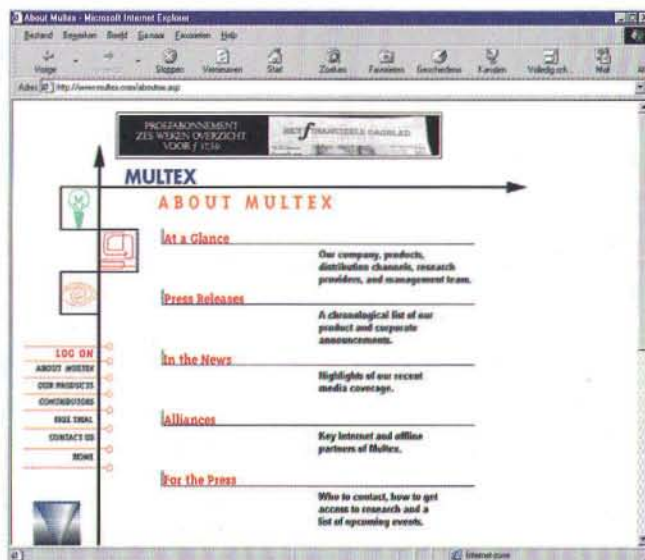 About Multex - Microsoft Internet Explorer
Bestand Bewerken Beeld Ga naar Favorieten Help
Vorige Stoppen Vernieuwen Start Zoeken Favorieten Geschiedenis Kanalen Volledig sch... Mail
Adres http://www.multex.com/aboutus.asp
PROEFABONNEMENT
ZES WEKEN OVERZICHT
VOOR f 37,50
HET FINANCIEELE DAGBLAD
MULTEX
ABOUT MULTEX
At a Glance
Our company, products,
distribution channels, research
providers, and management team.
Press Releases
A chronological list of our
product and corporate
announcements.
In the News
Highlights of our recent
media coverage.
Alliances
Key Internet and offline
partners of Multex.
For the Press
Who to contact, how to get
access to research and a
list of upcoming events.
LOG ON
ABOUT MULTEX
OUR PRODUCTS
CONTRIBUTORS
FREE TRIAL
CONTACT US
HOME
Internet-zone